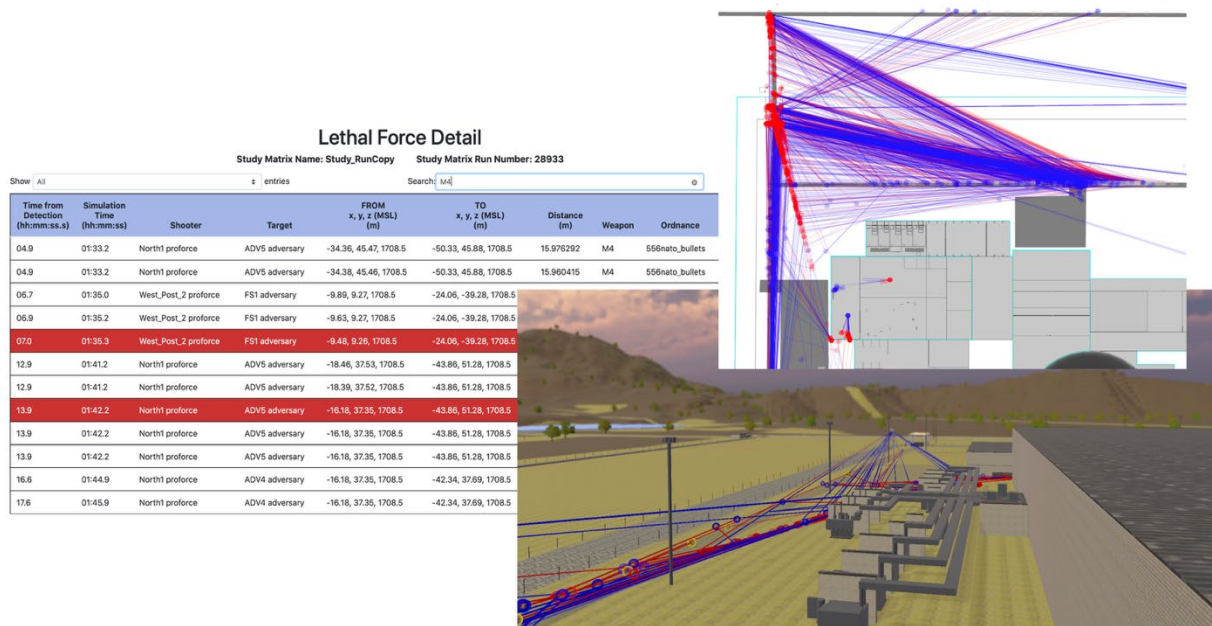 Lethal Force Detail
Study Matrix Name: Study_RunCopy Study Matrix Run Number: 28933
Show All entries Search: M4
Time from Detection (hh:mm:ss.s) Simulation Time (hh:mm:ss) Shooter Target FROM x, y, z (MSL) (m) TO x, y, z (MSL) (m) Distance (m) Weapon Ordnance
04.9 01:33.2 North1 proforce ADV5 adversary -34.36, 45.47, 1708.5 -50.33, 45.88, 1708.5 15.976292 M4 556nato_bullets
04.9 01:33.2 North1 proforce ADV5 adversary -34.38, 45.46, 1708.5 -50.33, 45.88, 1708.5 15.960415 M4 556nato_bullets
06.7 01:35.0 West_Post_2 proforce FS1 adversary -9.89, 9.27, 1708.5 -24.06, -39.28, 1708.5
06.9 01:35.2 West_Post_2 proforce FS1 adversary -9.63, 9.27, 1708.5 -24.06, -39.28, 1708.5
07.0 01:35.3 West_Post_2 proforce FS1 adversary -9.48, 9.26, 1708.5 -24.06, -39.28, 1708.5
12.9 01:41.2 North1 proforce ADV5 adversary -18.46, 37.53, 1708.5 -43.86, 51.28, 1708.5
12.9 01:41.2 North1 proforce ADV5 adversary -18.39, 37.52, 1708.5 -43.86, 51.28, 1708.5
13.9 01:42.2 North1 proforce ADV5 adversary -16.18, 37.35, 1708.5 -43.86, 51.28, 1708.5
13.9 01:42.2 North1 proforce ADV5 adversary -16.18, 37.35, 1708.5 -43.86, 51.28, 1708.5
13.9 01:42.2 North1 proforce ADV5 adversary -16.18, 37.35, 1708.5 -43.86, 51.28, 1708.5
16.6 01:44.9 North1 proforce ADV4 adversary -16.18, 37.35, 1708.5 -42.34, 37.69, 1708.5
17.6 01:45.9 North1 proforce ADV4 adversary -16.18, 37.35, 1708.5 -42.34, 37.69, 1708.5